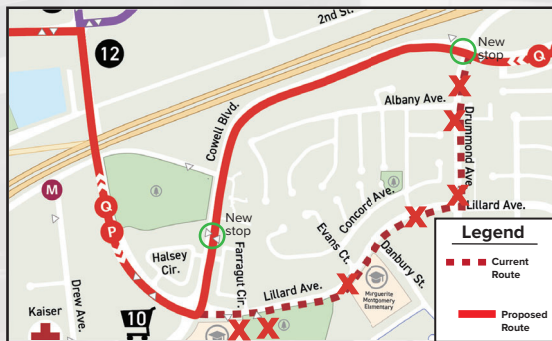 2nd St.
12
New
stop
Q
Albany Ave.
Drummond Ave.
Cowell Blvd.
M
Q
P
New
stop
Concord Ave.
Lillard Ave.
Evans Ct.
Danbury St.
Halsey
Cir.
Farragut Cir.
Drew Ave.
Lillard Ave.
Marguerite
Montgomery
Elementary
Kaiser
10
Legend
Current
Route
Proposed
Route